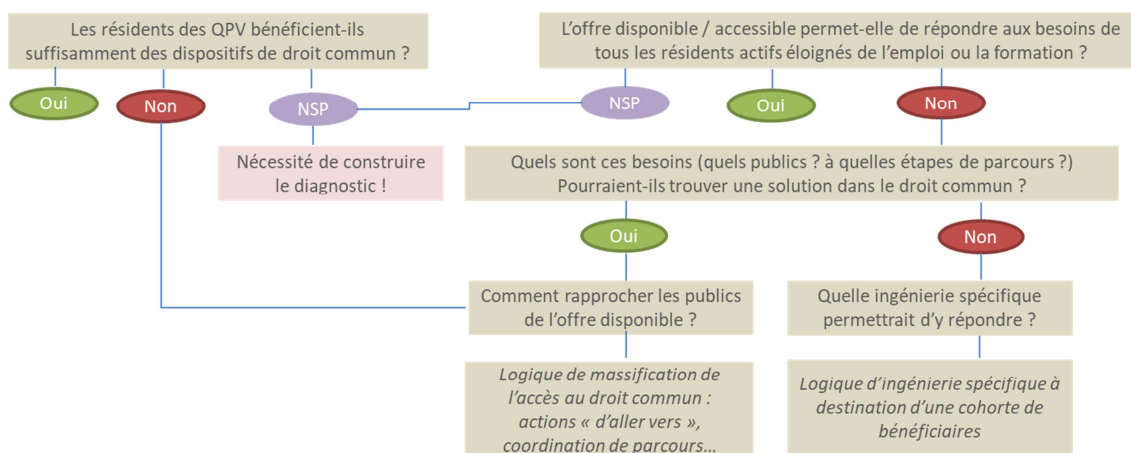 Les résidents des QPV bénéficient-ils
suffisamment des dispositifs de droit commun ?
L’offre disponible / accessible permet-elle de répondre aux besoins de
tous les résidents actifs éloignés de l’emploi ou la formation ?
Oui
Non
NSP
NSP
Oui
Non
Nécessité de construire
le diagnostic !
Quels sont ces besoins (quels publics ? à quelles étapes de parcours ?)
Pourraient-ils trouver une solution dans le droit commun ?
Oui
Non
Comment rapprocher les publics
de l’offre disponible ?
Quelle ingénierie spécifique
permettrait d’y répondre ?
Logique de massification de
l’accès au droit commun :
actions « d’aller vers »,
coordination de parcours…
Logique d’ingénierie spécifique à
destination d’une cohorte de
bénéficiaires